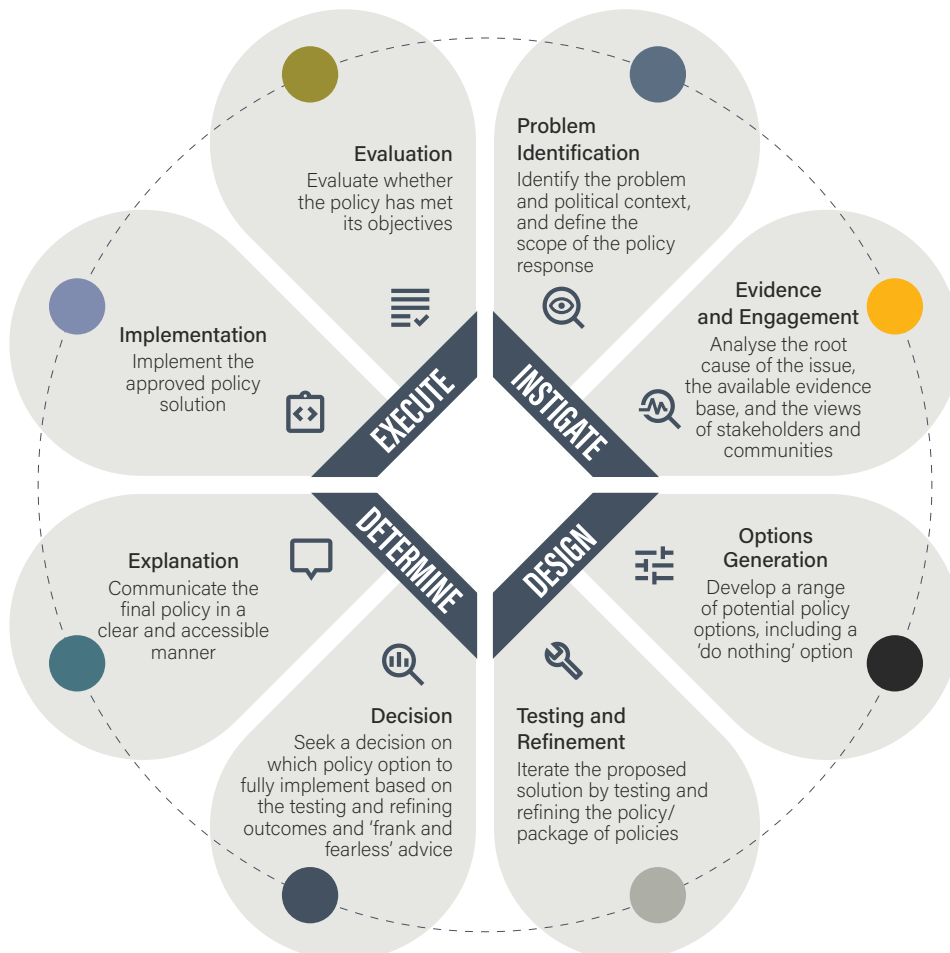 Problem
Identification
Identify the problem
and political context,
and define the
scope of the policy
response
Evidence
and Engagement
Analyse the root
cause of the issue,
the available evidence
base, and the views
of stakeholders and
communities
INSTIGATE
Options
Generation
Develop a range
of potential policy
options, including a
‘do nothing’ option
Testing and
Refinement
Iterate the proposed
solution by testing and
refining the policy/
package of policies
DESIGN
Decision
Seek a decision on
which policy option to
fully implement based on
the testing and refining
outcomes and ‘frank and
fearless’ advice
Explanation
Communicate the
final policy in a
clear and accessible
manner
DETERMINE
Implementation
Implement the
approved policy
solution
Evaluation
Evaluate whether
the policy has met
its objectives
EXECUTE